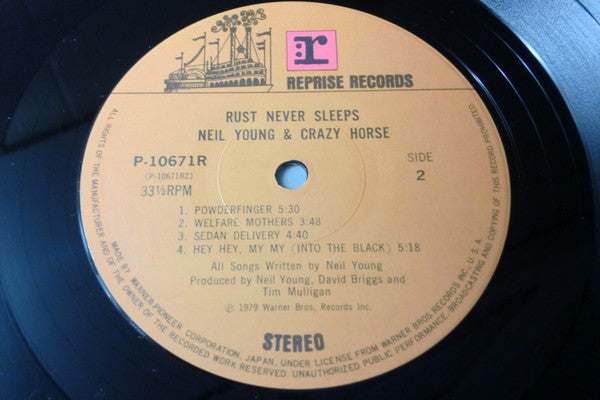 r
REPRISE RECORDS
RUST NEVER SLEEPS
NEIL YOUNG & CRAZY HORSE
P-10671R
(P-10671R2)
33⅓RPM
SIDE
2
1. POWDERFINGER 5:30
2. WELFARE MOTHERS 3:48
3. SEDAN DELIVERY 4:40
4. HEY HEY, MY MY (INTO THE BLACK) 5:18
All Songs Written by Neil Young
Produced by Neil Young, David Briggs and
Tim Mulligan
℗ 1979 Warner Bros. Records Inc.
STEREO
ALL RIGHTS OF THE MANUFACTURER AND OF THE OWNER OF THE RECORDED WORK RESERVED. UNAUTHORIZED PUBLIC PERFORMANCE, BROADCASTING AND COPYING OF THIS RECORD PROHIBITED.
MADE BY WARNER-PIONEER CORPORATION, JAPAN, UNDER LICENSE FROM WARNER BROS. RECORDS INC., U.S.A.